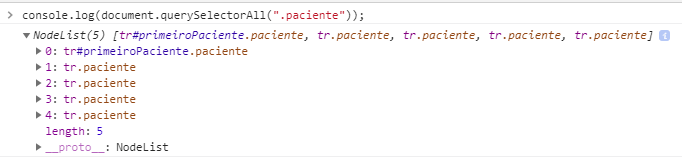 > console.log(document.querySelectorAll(".paciente"));
▼ NodeList(5) [tr#primeiroPaciente.paciente, tr.paciente, tr.paciente, tr.paciente, tr.paciente] i
▶ 0: tr#primeiroPaciente.paciente
▶ 1: tr.paciente
▶ 2: tr.paciente
▶ 3: tr.paciente
▶ 4: tr.paciente
length: 5
▶ __proto__: NodeList